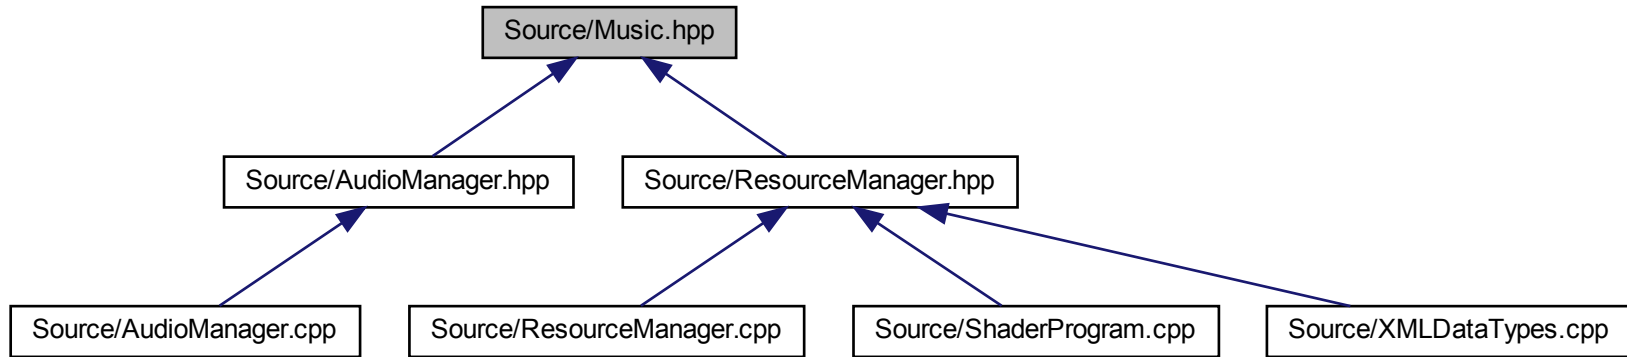 Source/Music.hpp
Source/AudioManager.hpp
Source/ResourceManager.hpp
Source/AudioManager.cpp
Source/ResourceManager.cpp
Source/ShaderProgram.cpp
Source/XMLDataTypes.cpp